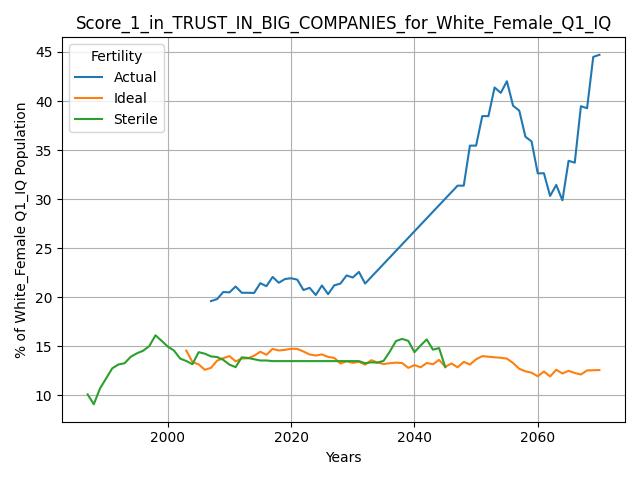 Score_1_in_TRUST_IN_BIG_COMPANIES_for_White_Female_Q1_IQ
Fertility
Actual
Ideal
Sterile
% of White_Female Q1_IQ Population
45
40
35
30
25
20
15
10
2000
2020
2040
2060
Years